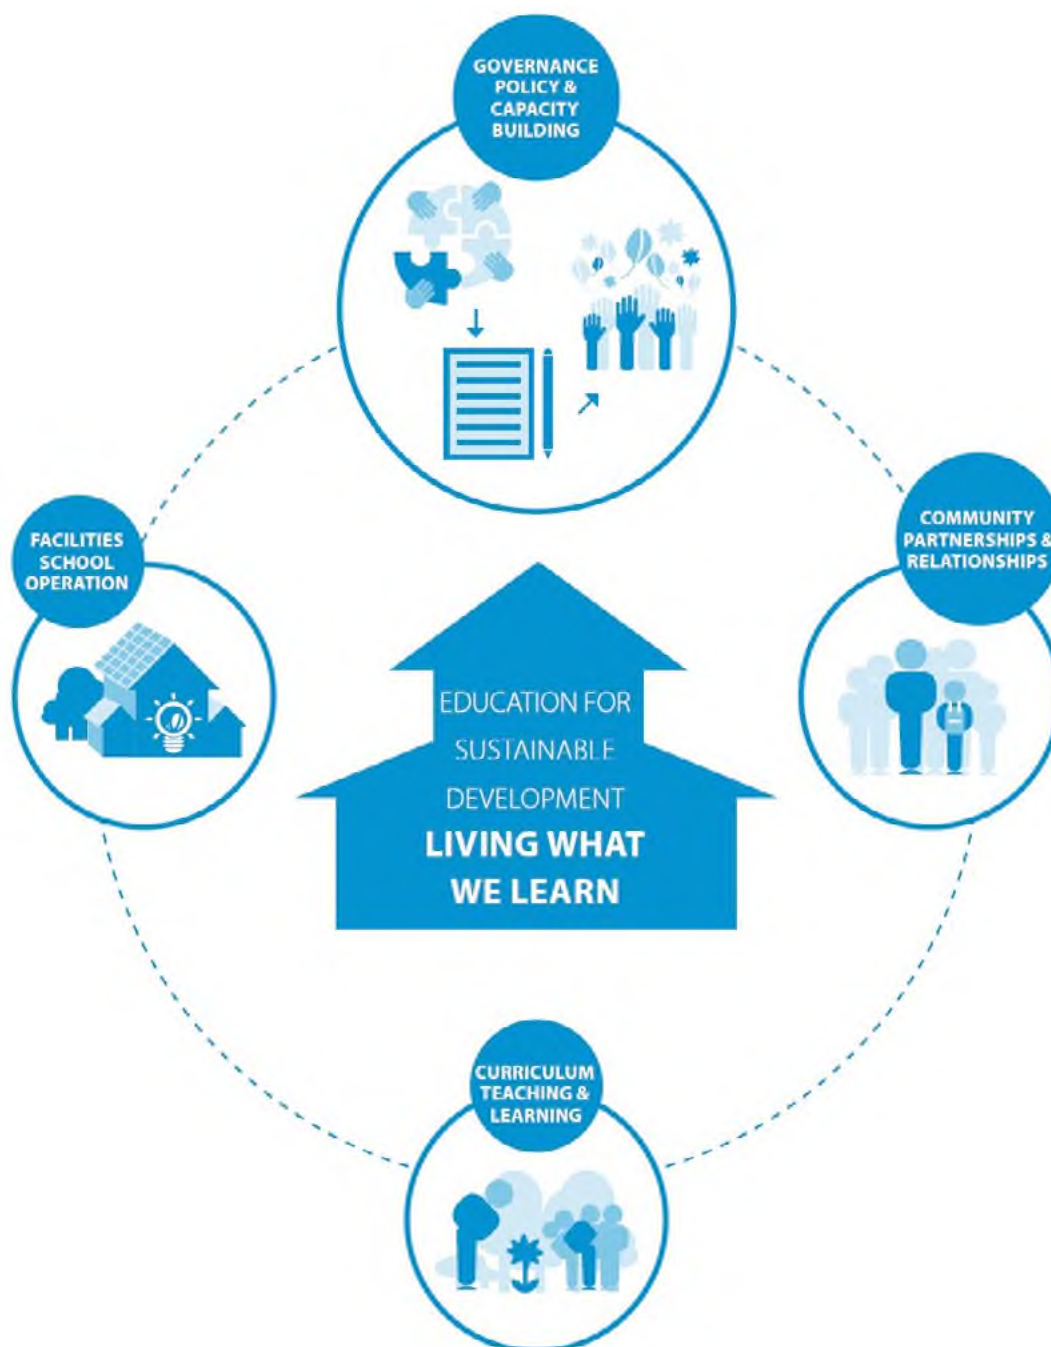 GOVERNANCE
POLICY &
CAPACITY
BUILDING
FACILITIES
SCHOOL
OPERATION
COMMUNITY
PARTNERSHIPS &
RELATIONSHIPS
EDUCATION FOR
SUSTAINABLE
DEVELOPMENT
LIVING WHAT
WE LEARN
CURRICULUM
TEACHING &
LEARNING